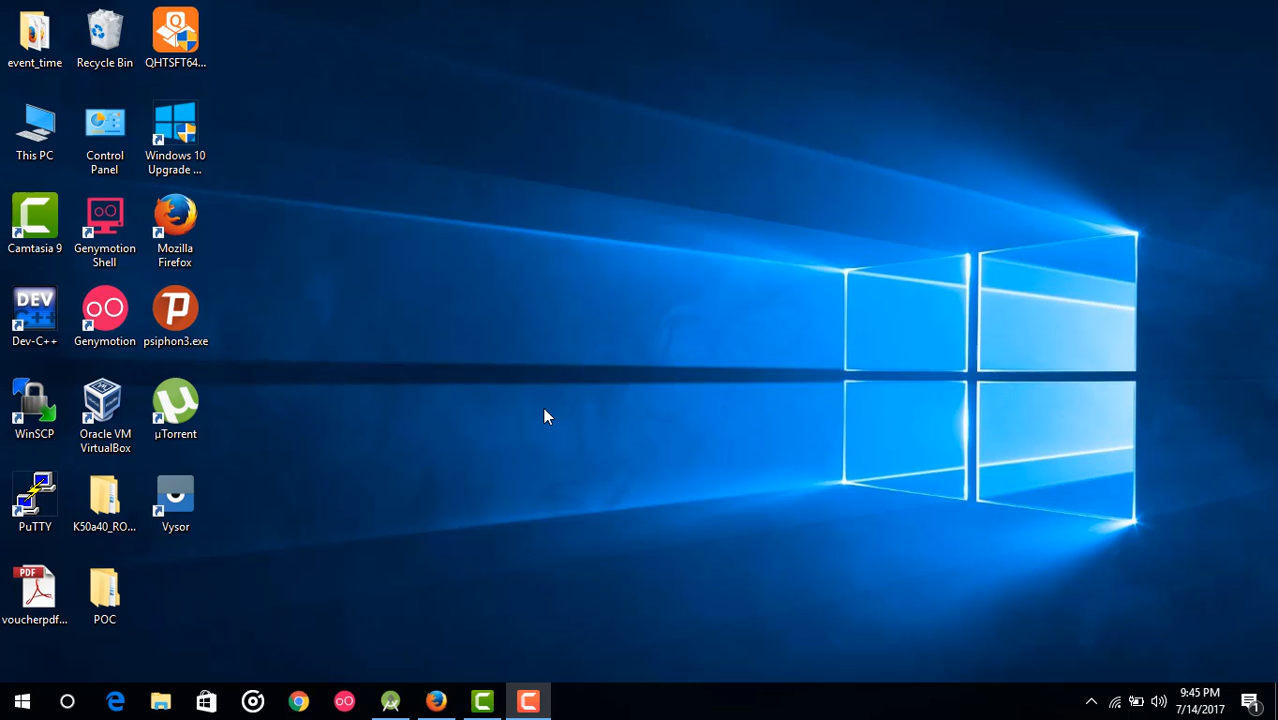 event_time
Recycle Bin
QHTSFT64...
This PC
Control
Panel
Windows 10
Upgrade ...
Camtasia 9
Genymotion
Shell
Mozilla
Firefox
DEV
C++
Dev-C++
Genymotion
psiphon3.exe
WinSCP
Oracle VM
VirtualBox
µTorrent
PuTTY
K50a40_RO...
Vysor
PDF
voucherpdf...
POC
9:45 PM
7/14/2017
1